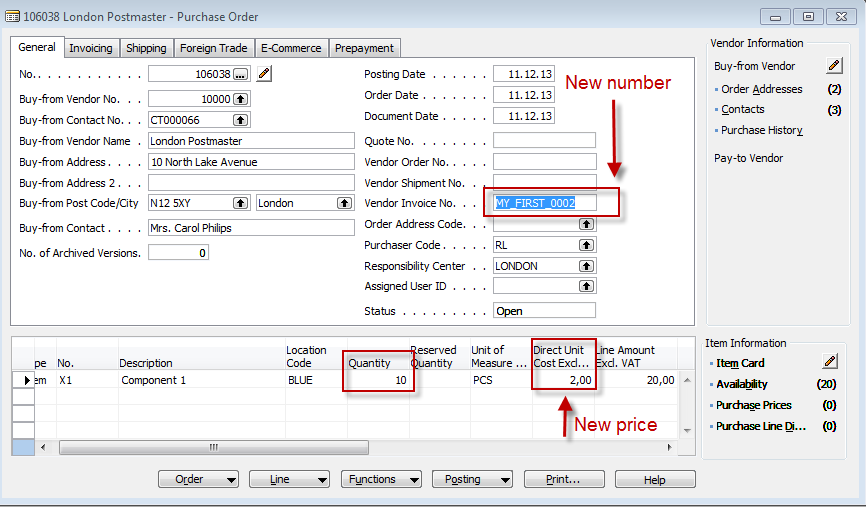 106038 London Postmaster - Purchase Order
General Invoicing Shipping Foreign Trade E-Commerce Prepayment
No. . . . . . . . . . . . 106038 ...
Buy-from Vendor No. . . . 10000
Buy-from Contact No. . . CT000066
Buy-from Vendor Name . London Postmaster
Buy-from Address . . . . . 10 North Lake Avenue
Buy-from Address 2 . . .
Buy-from Post Code/City N12 5XY London
Buy-from Contact . . . . . Mrs. Carol Philips
No. of Archived Versions. 0
Posting Date . . . . . . 11.12.13
Order Date . . . . . . . 11.12.13
Document Date . . . . . 11.12.13
Quote No. . . . . . . . .
Vendor Order No. . . . .
Vendor Shipment No. . .
Vendor Invoice No. . . . MY_FIRST_0002
Order Address Code. . .
Purchaser Code . . . . . RL
Responsibility Center . . LONDON
Assigned User ID . . . .
Status . . . . . . . . . Open
New number
Vendor Information
Buy-from Vendor
Order Addresses (2)
Contacts (3)
Purchase History
Pay-to Vendor
pe No. Description Location Code Quantity Reserved Quantity Unit of Measure ... Direct Unit Cost Excl... Line Amount Excl. VAT
em X1 Component 1 BLUE 10 PCS 2,00 20,00
New price
Item Information
Item Card
Availability (20)
Purchase Prices (0)
Purchase Line Di... (0)
Order Line Functions Posting Print... Help